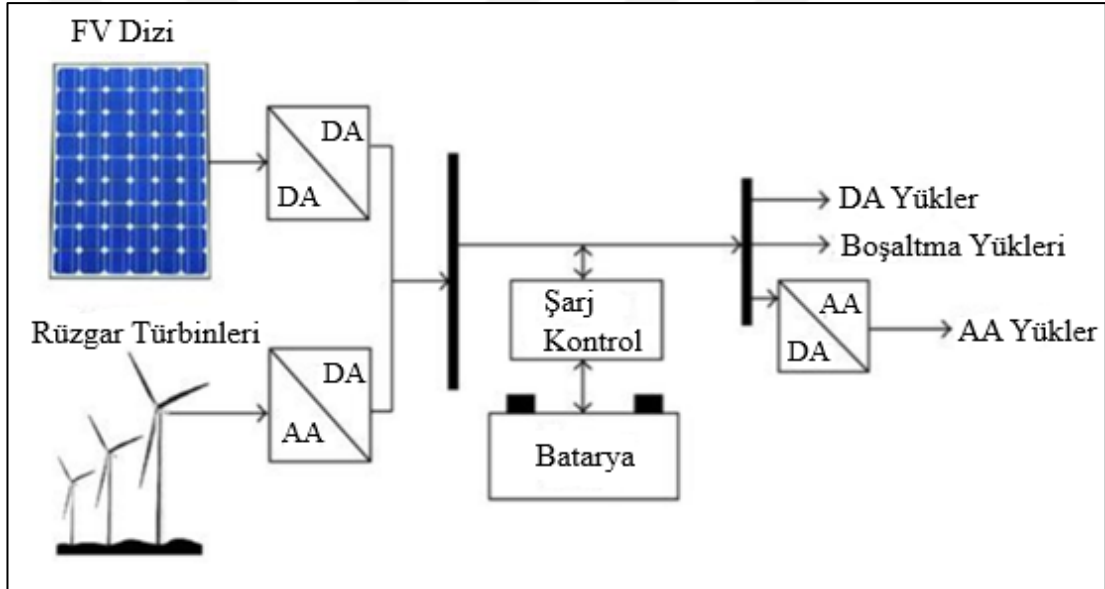 FV Dizi
DA
DA
Rüzgar Türbinleri
DA
AA
Şarj
Kontrol
Batarya
DA Yükler
Boşaltma Yükleri
AA
DA
AA Yükler